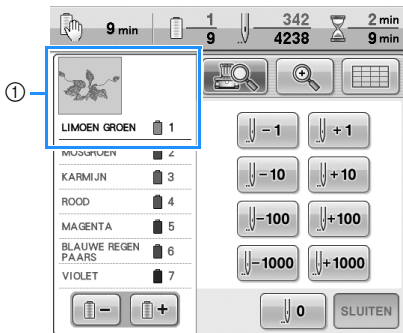 9 min 1 342 2 min
9 4238 9 min
①
LIMOEN GROEN 1
MOSGROEN 2
KARMIJN 3
ROOD 4
MAGENTA 5
BLAUWE REGEN
PAARS 6
VIOLET 7
-1 +1
-10 +10
-100 +100
-1000 +1000
- + 0 SLUITEN